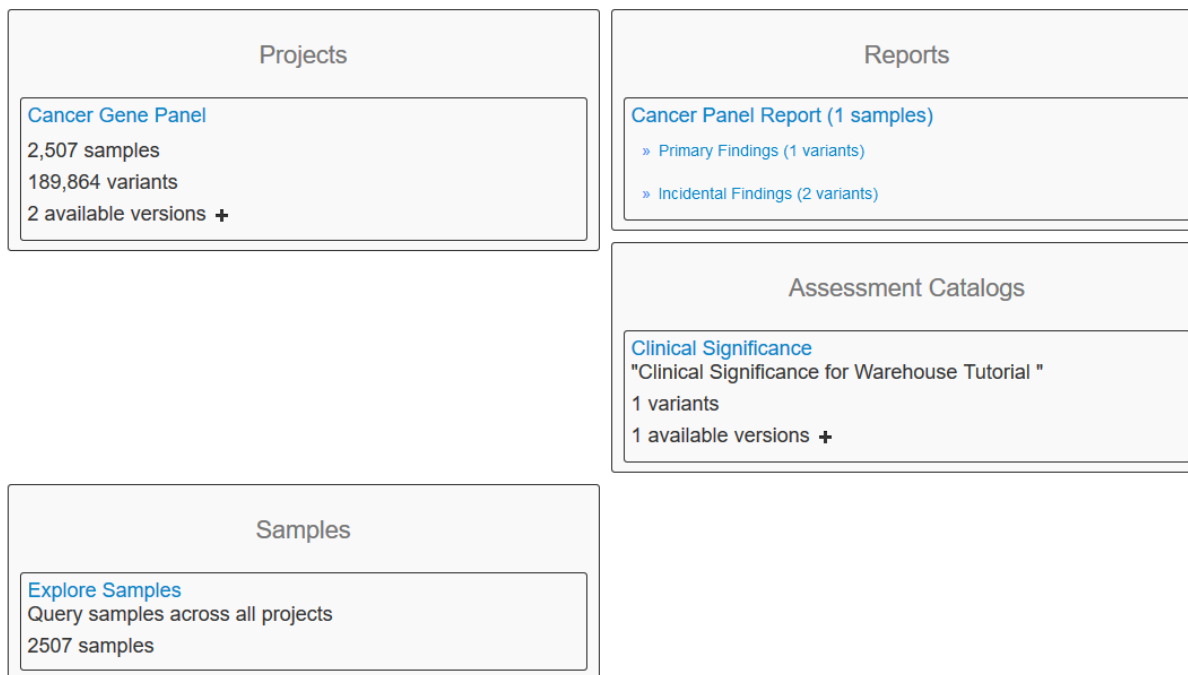 Projects
Cancer Gene Panel
2,507 samples
189,864 variants
2 available versions +
Reports
Cancer Panel Report (1 samples)
» Primary Findings (1 variants)
» Incidental Findings (2 variants)
Assessment Catalogs
Clinical Significance
"Clinical Significance for Warehouse Tutorial "
1 variants
1 available versions +
Samples
Explore Samples
Query samples across all projects
2507 samples